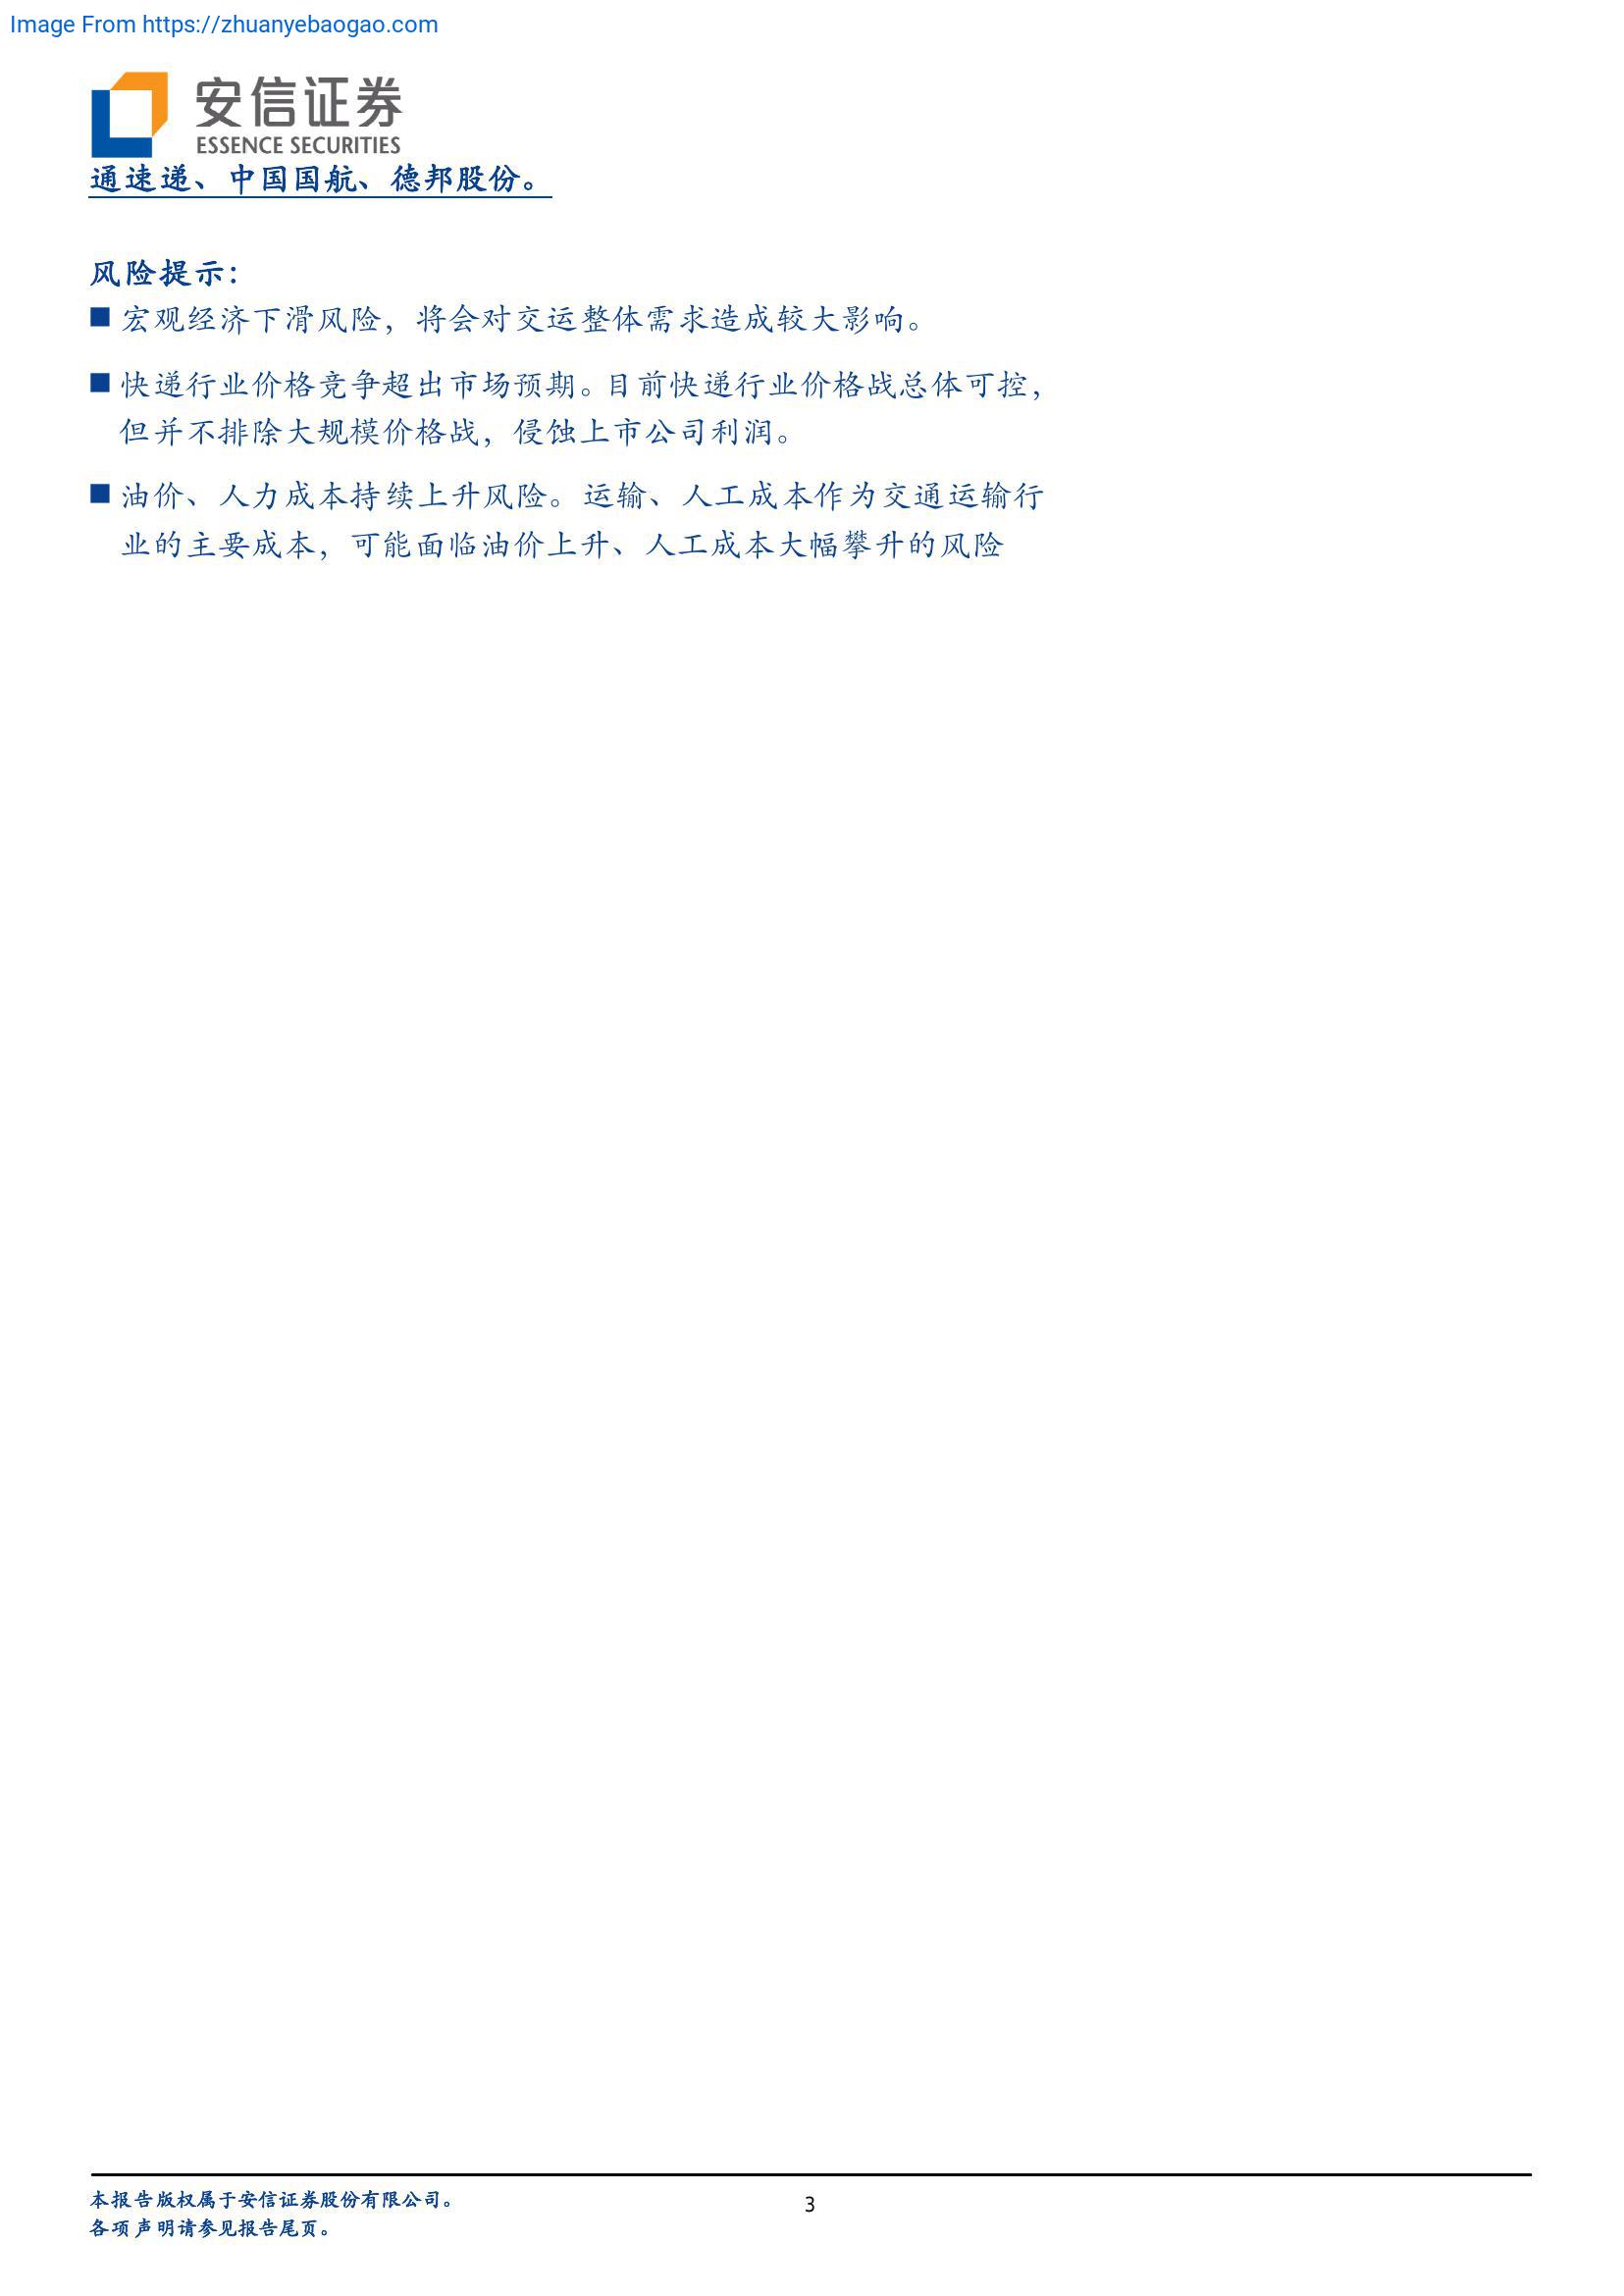 Image From https://zhuanyebaogao.com
安信证券
ESSENCE SECURITIES
通速递、中国国航、德邦股份。
风险提示：
■ 宏观经济下滑风险，将会对交运整体需求造成较大影响。
■ 快递行业价格竞争超出市场预期。目前快递行业价格战总体可控，
但并不排除大规模价格战，侵蚀上市公司利润。
■ 油价、人力成本持续上升风险。运输、人工成本作为交通运输行
业的主要成本，可能面临油价上升、人工成本大幅攀升的风险
本报告版权属于安信证券股份有限公司。
3
各项声明请参见报告尾页。